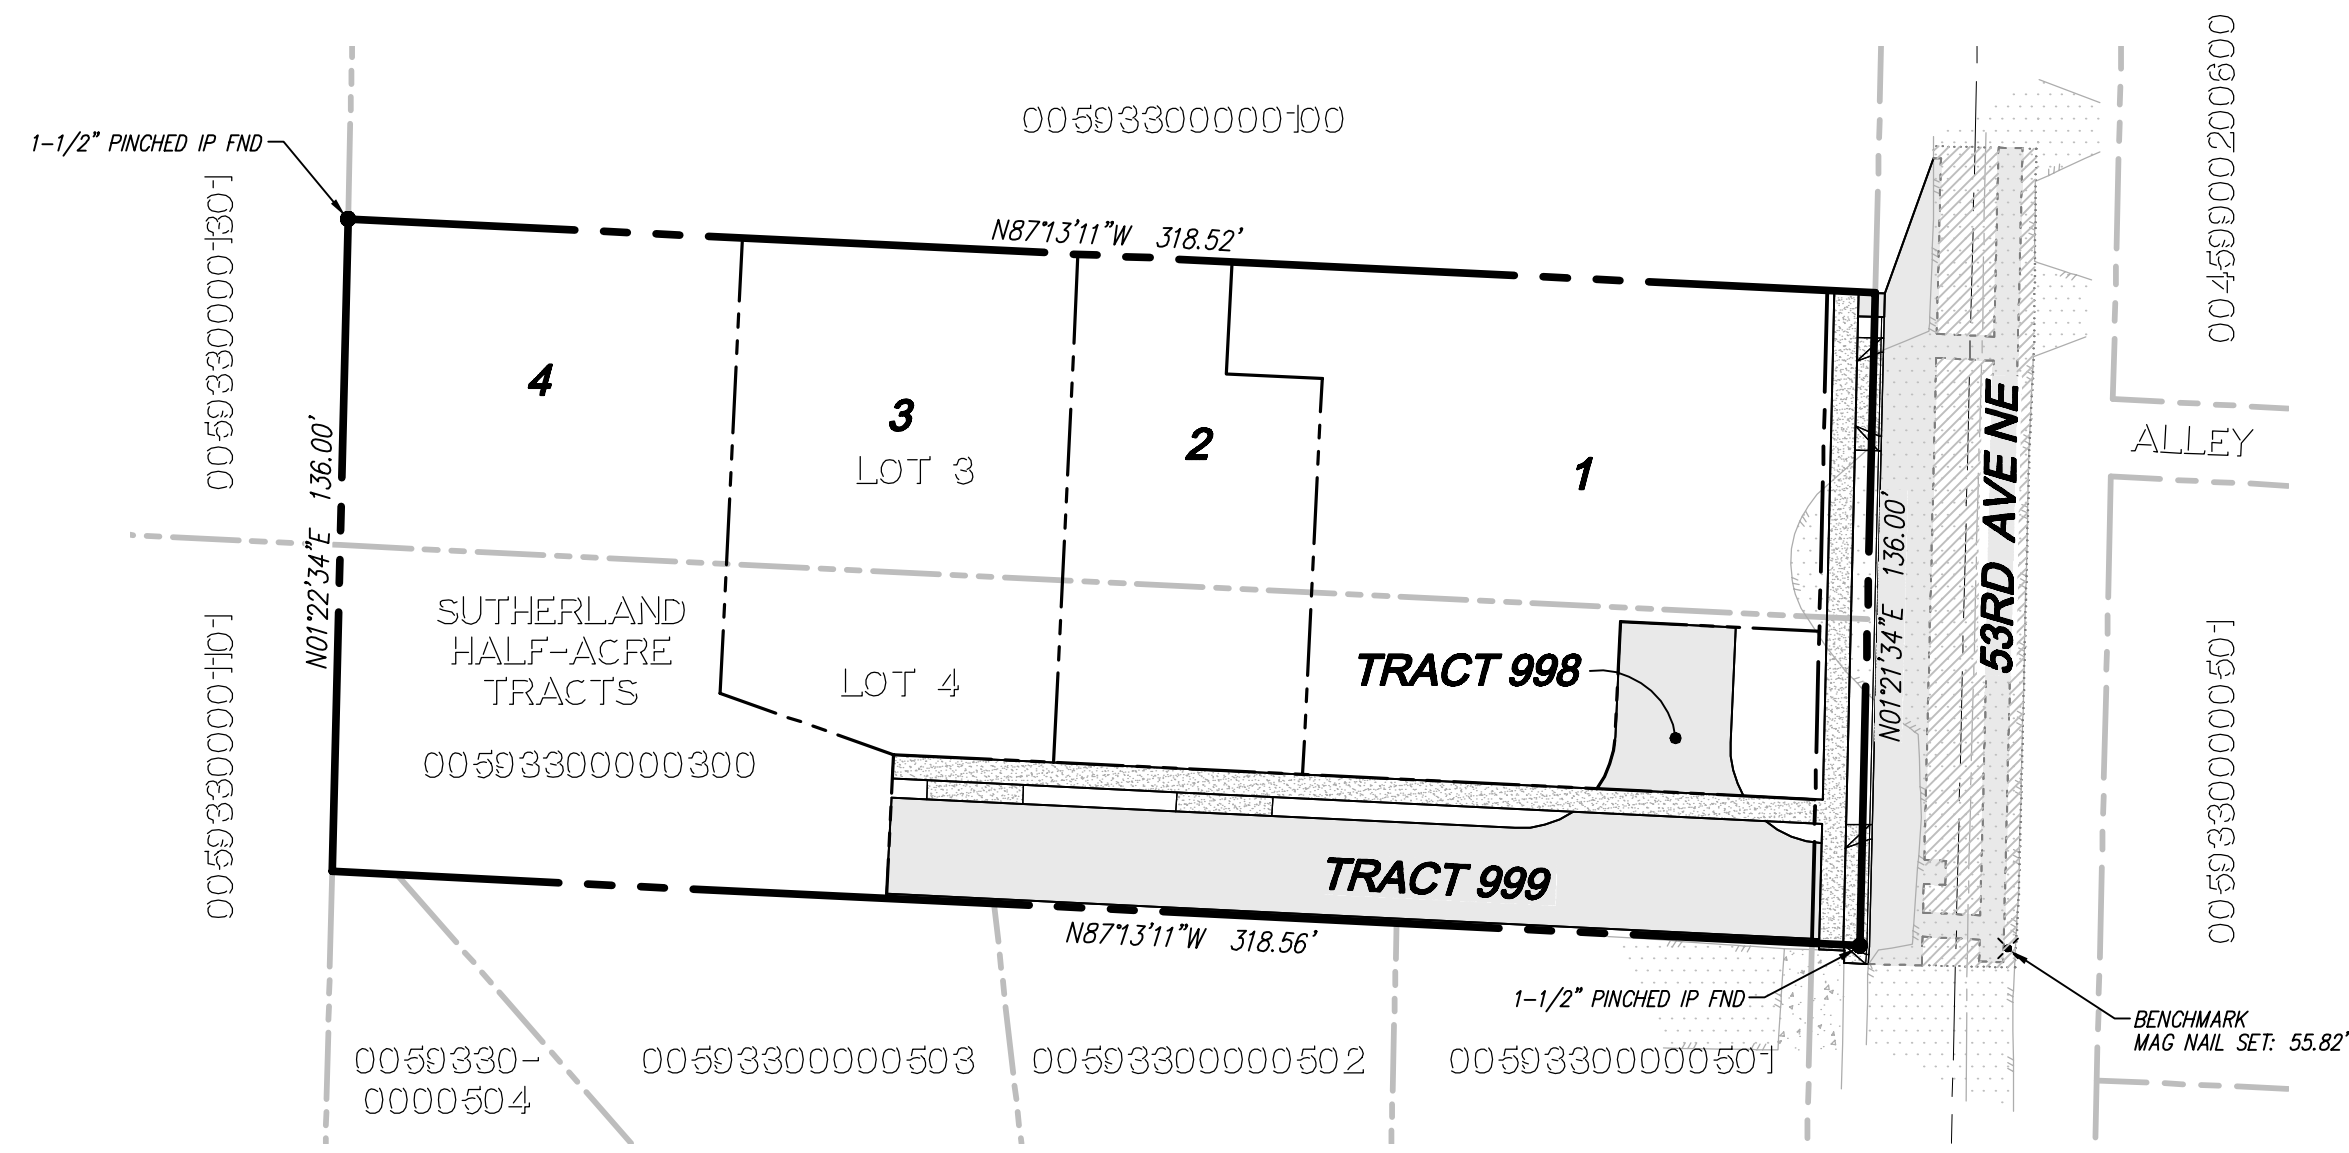 00593300000100
1-1/2" PINCHED IP FND
00593300001301
00459900200600
N87°13'11"W 318.52'
4
3
LOT 3
2
1
53RD AVE NE
ALLEY
N01°22'34"E 136.00'
N01°21'34"E 136.00'
SUTHERLAND
HALF-ACRE
TRACTS
LOT 4
TRACT 998
00593300000300
00593300001101
00593300000501
TRACT 999
N87°13'11"W 318.56'
1-1/2" PINCHED IP FND
BENCHMARK
MAG NAIL SET: 55.82'
0059330-
0000504
00593300000503
00593300000502
00593300000501